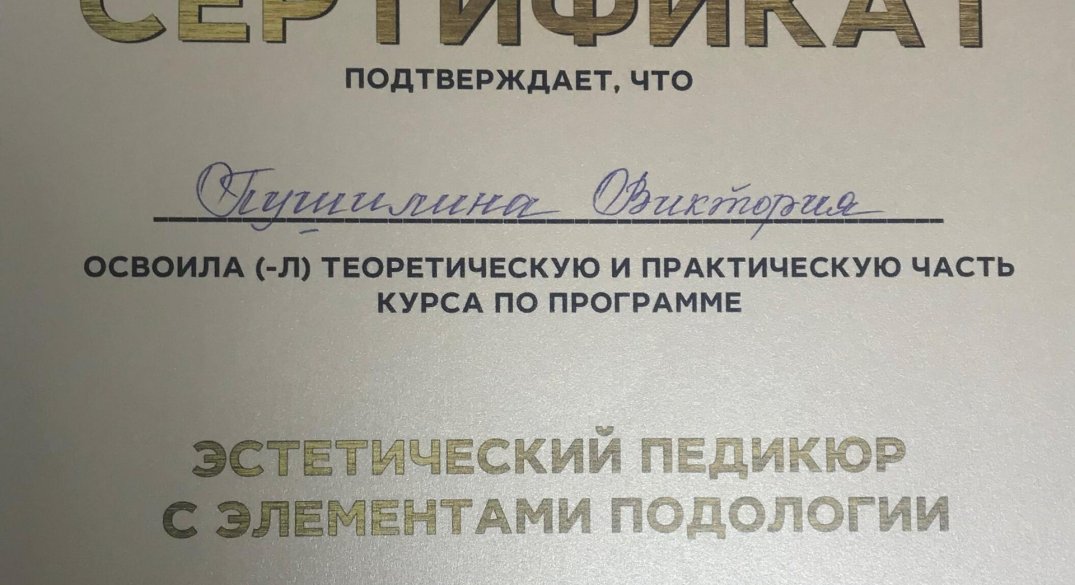 СЕРТИФИКАТ
ПОДТВЕРЖДАЕТ, ЧТО
Пушилина Виктория
ОСВОИЛА (-Л) ТЕОРЕТИЧЕСКУЮ И ПРАКТИЧЕСКУЮ ЧАСТЬ
КУРСА ПО ПРОГРАММЕ
ЭСТЕТИЧЕСКИЙ ПЕДИКЮР
С ЭЛЕМЕНТАМИ ПОДОЛОГИИ